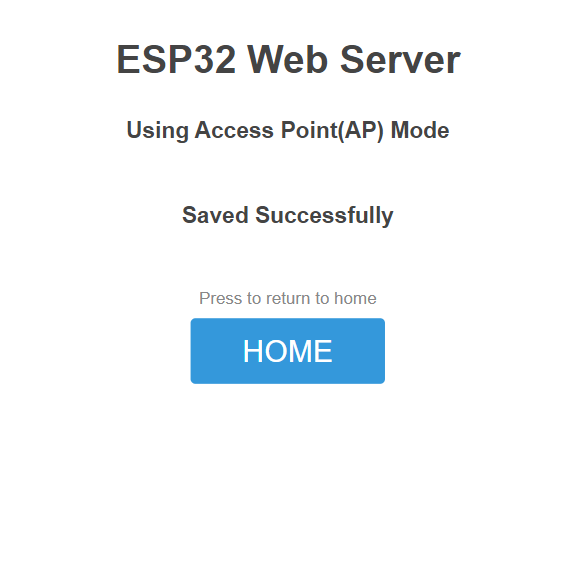 ESP32 Web Server
Using Access Point(AP) Mode
Saved Successfully
Press to return to home
HOME